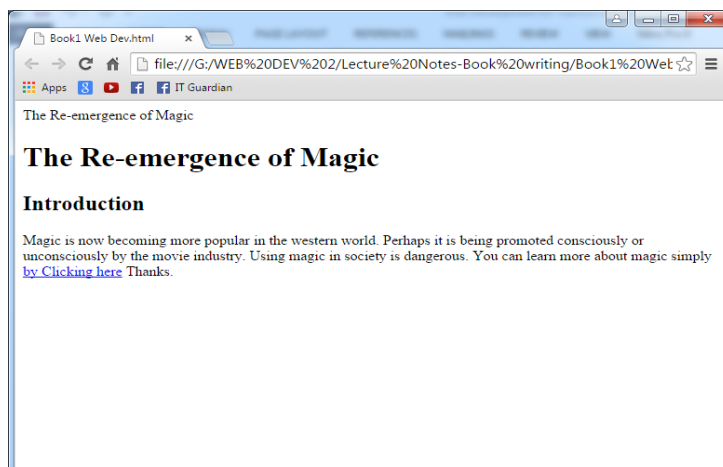 Book1 Web Dev.html
file:///G:/WEB%20DEV%202/Lecture%20Notes-Book%20writing/Book1%20Wet
Apps
IT Guardian
The Re-emergence of Magic
The Re-emergence of Magic
Introduction
Magic is now becoming more popular in the western world. Perhaps it is being promoted consciously or
unconsciously by the movie industry. Using magic in society is dangerous. You can learn more about magic simply
by Clicking here Thanks.